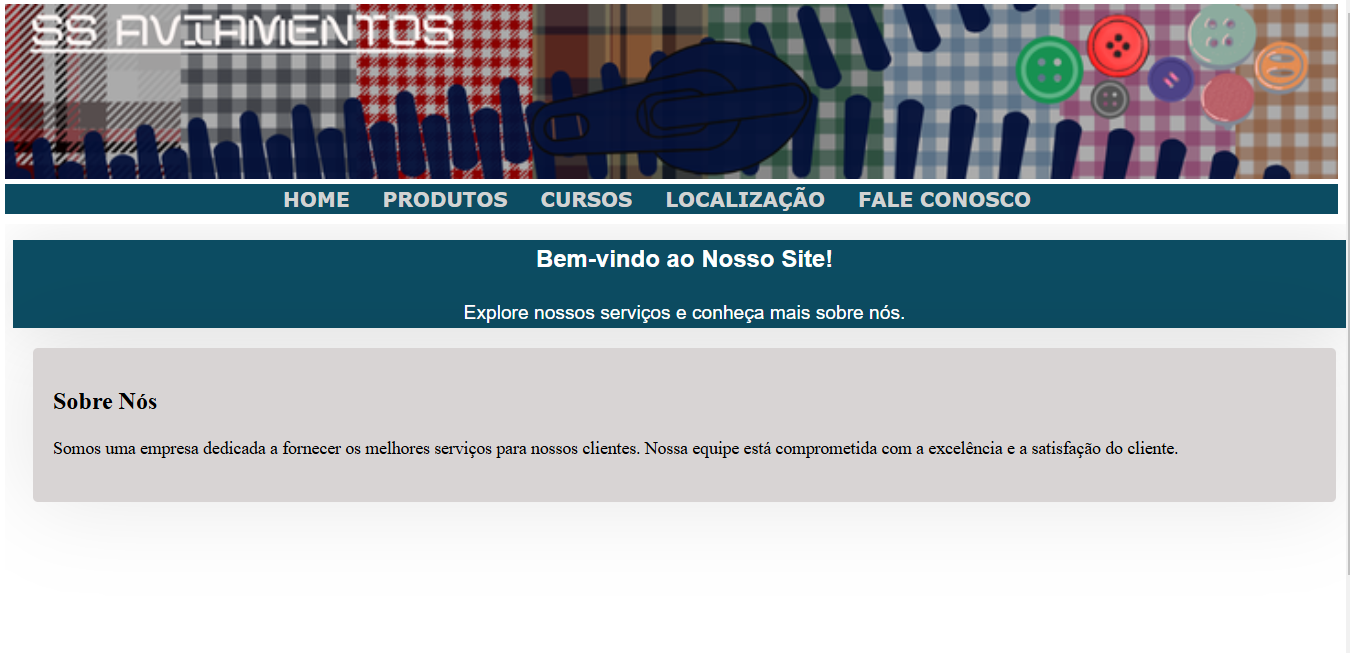 SS AVIAMENTOS
HOME PRODUTOS CURSOS LOCALIZAÇÃO FALE CONOSCO
Bem-vindo ao Nosso Site!
Explore nossos serviços e conheça mais sobre nós.
Sobre Nós
Somos uma empresa dedicada a fornecer os melhores serviços para nossos clientes. Nossa equipe está comprometida com a excelência e a satisfação do cliente.